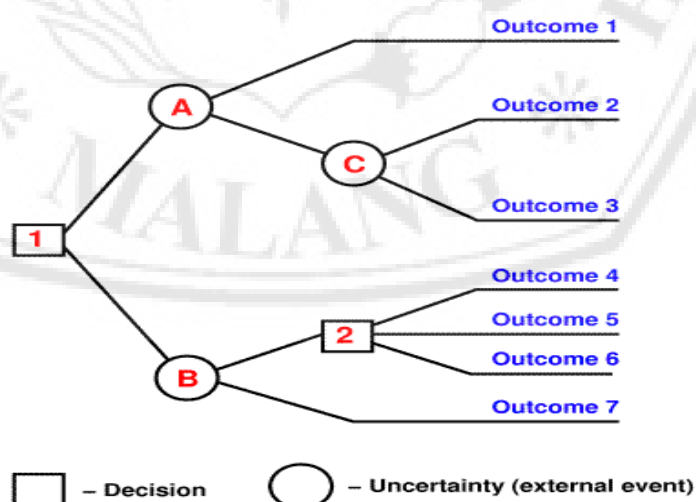 Outcome 1
A
Outcome 2
C
MALANG
Outcome 3
1
Outcome 4
Outcome 5
2
Outcome 6
B
Outcome 7
– Decision
– Uncertainty (external event)